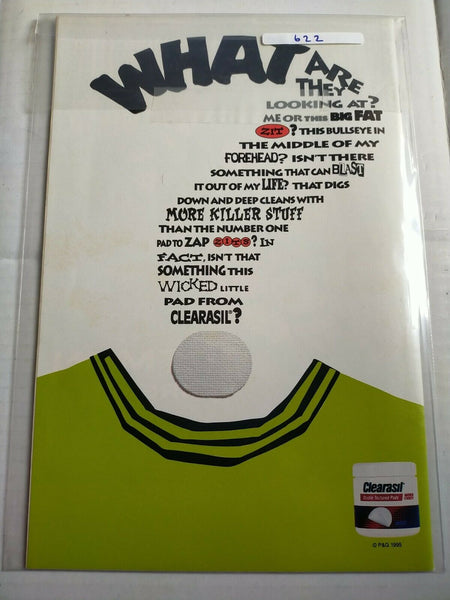 622
WHAT ARE
THEY
LOOKING AT?
ME OR THIS BIG FAT
ZIT? THIS BULLSEYE IN
THE MIDDLE OF MY
FOREHEAD? ISN'T THERE
SOMETHING THAT CAN BLAST
IT OUT OF MY LIFE? THAT DIGS
DOWN AND DEEP CLEANS WITH
MORE KILLER STUFF
THAN THE NUMBER ONE
PAD TO ZAP ZITS? IN
FACT, ISN'T THAT
SOMETHING THIS
WICKED LITTLE
PAD FROM
CLEARASIL®?
Clearasil
Double Textured Pads
© P&G 1995